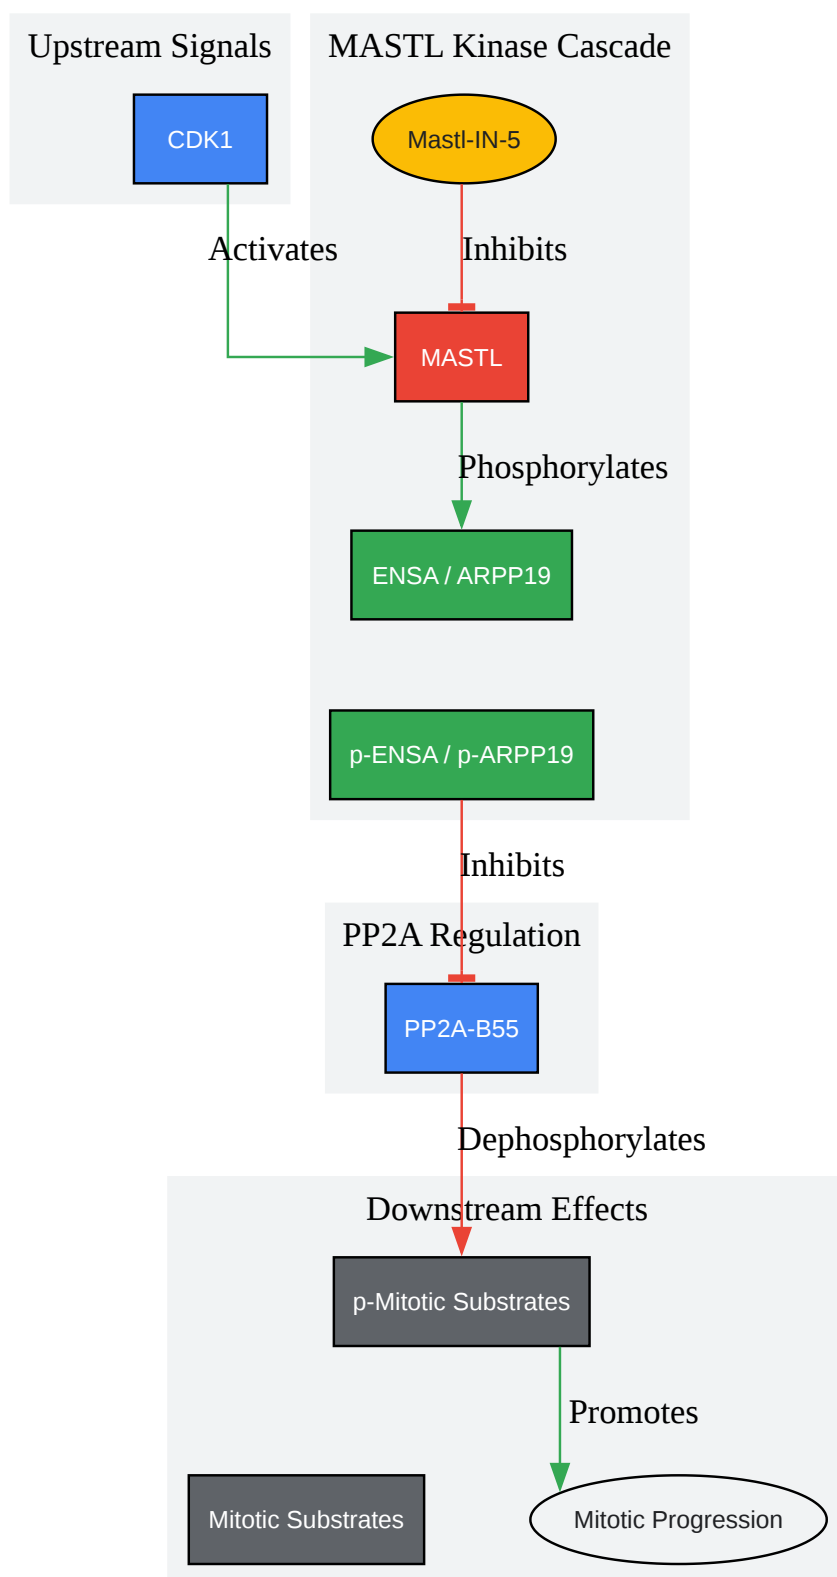 Upstream Signals
MASTL Kinase Cascade
CDK1
Mastl-IN-5
Activates
Inhibits
MASTL
Phosphorylates
ENSA / ARPP19
p-ENSA / p-ARPP19
Inhibits
PP2A Regulation
PP2A-B55
Dephosphorylates
Downstream Effects
p-Mitotic Substrates
Promotes
Mitotic Substrates
Mitotic Progression